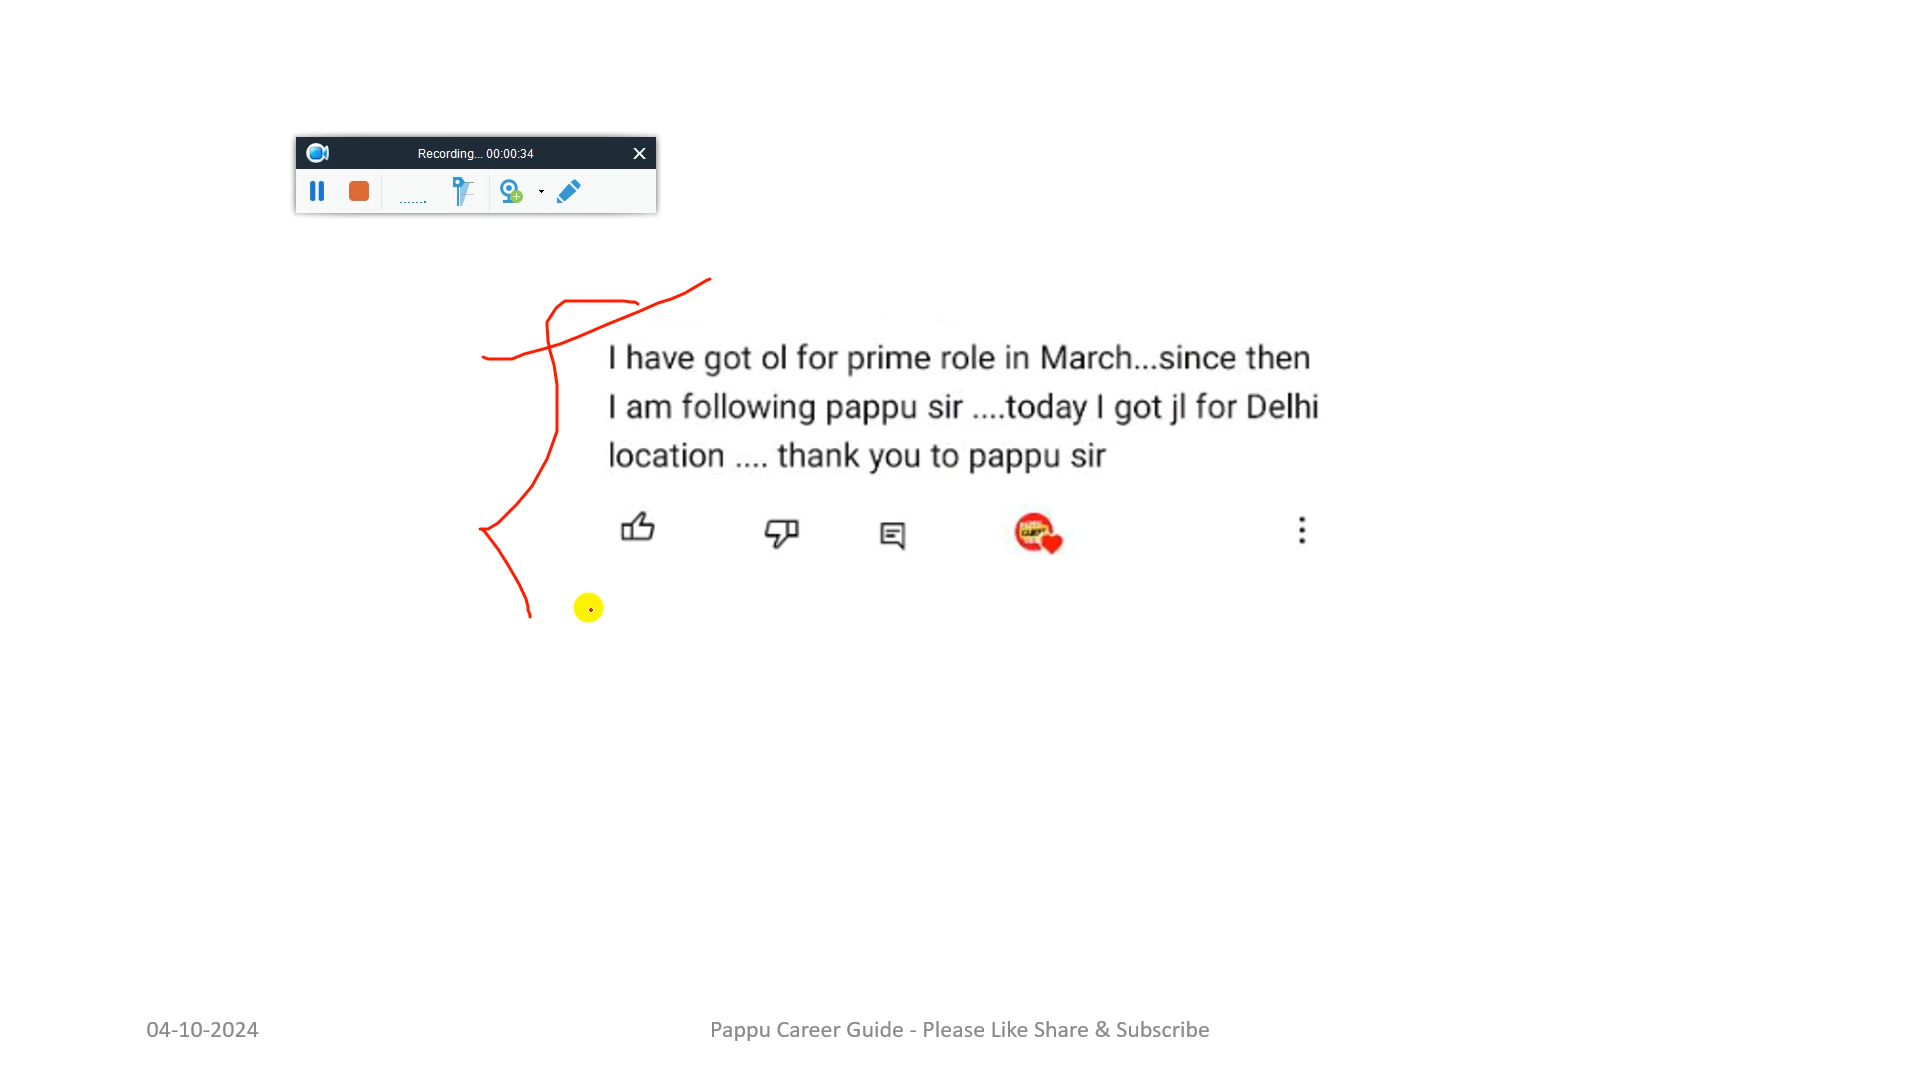 Recording... 00:00:34
I have got ol for prime role in March...since then
I am following pappu sir ....today I got jl for Delhi
location .... thank you to pappu sir
04-10-2024
Pappu Career Guide - Please Like Share & Subscribe